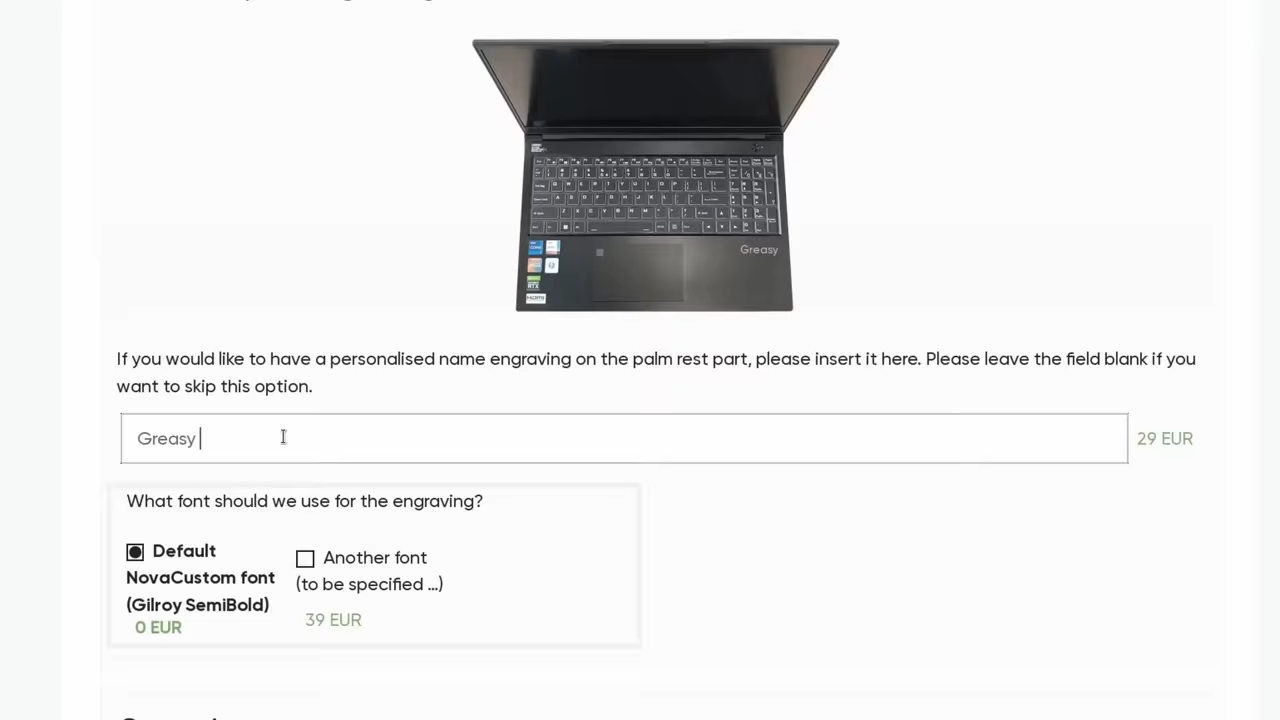 Greasy
If you would like to have a personalised name engraving on the palm rest part, please insert it here. Please leave the field blank if you
want to skip this option.
Greasy
29 EUR
What font should we use for the engraving?
Default
NovaCustom font
(Gilroy SemiBold)
0 EUR
Another font
(to be specified ...)
39 EUR